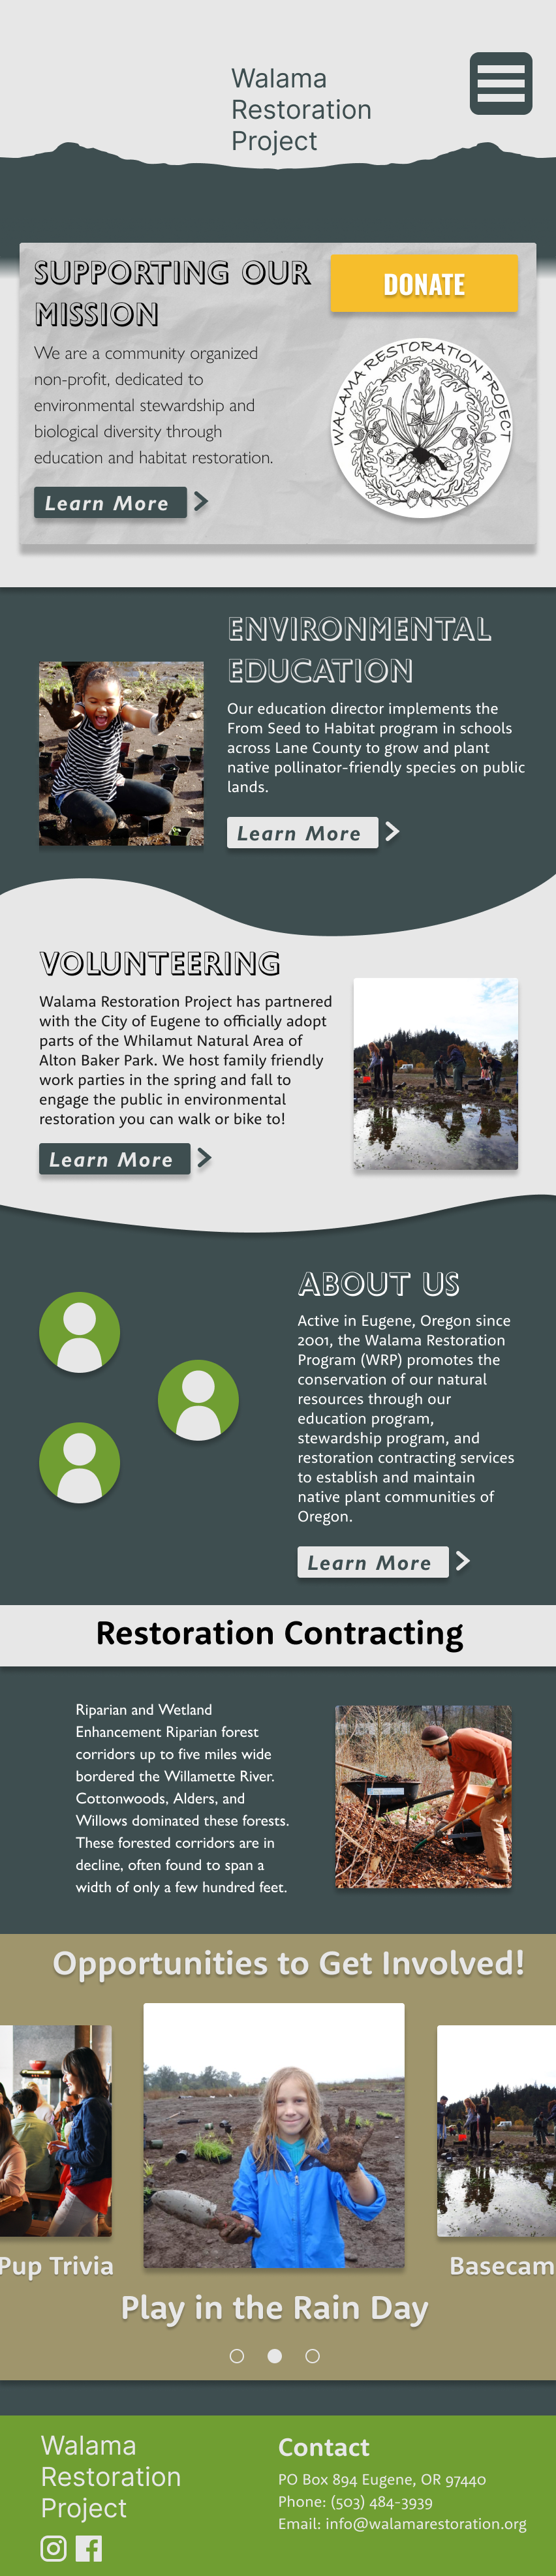 Walama
Restoration
Project
SUPPORTING OUR
MISSION
DONATE
We are a community organized
non-profit, dedicated to
environmental stewardship and
biological diversity through
education and habitat restoration.
WALAMA RESTORATION PROJECT
Learn More
ENVIRONMENTAL
EDUCATION
Our education director implements the
From Seed to Habitat program in schools
across Lane County to grow and plant
native pollinator-friendly species on public
lands.
Learn More
VOLUNTEERING
Walama Restoration Project has partnered
with the City of Eugene to officially adopt
parts of the Whilamut Natural Area of
Alton Baker Park. We host family friendly
work parties in the spring and fall to
engage the public in environmental
restoration you can walk or bike to!
Learn More
ABOUT US
Active in Eugene, Oregon since
2001, the Walama Restoration
Program (WRP) promotes the
conservation of our natural
resources through our
education program,
stewardship program, and
restoration contracting services
to establish and maintain
native plant communities of
Oregon.
Learn More
Restoration Contracting
Riparian and Wetland
Enhancement Riparian forest
corridors up to five miles wide
bordered the Willamette River.
Cottonwoods, Alders, and
Willows dominated these forests.
These forested corridors are in
decline, often found to span a
width of only a few hundred feet.
Opportunities to Get Involved!
Pup Trivia
Basecam
Play in the Rain Day
Walama
Restoration
Project
Contact
PO Box 894 Eugene, OR 97440
Phone: (503) 484-3939
Email: info@walamarestoration.org